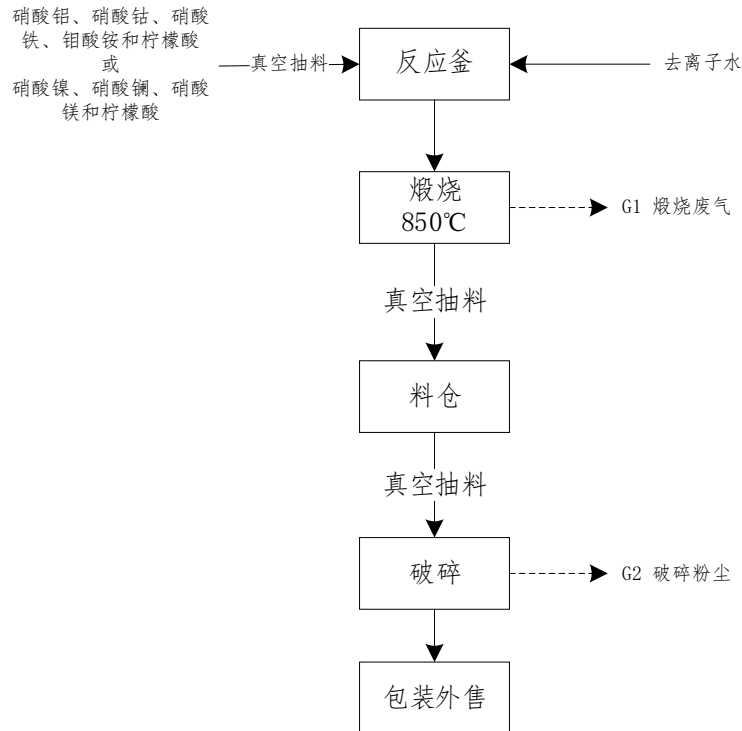 硝酸铝、硝酸钴、硝酸
铁、钼酸铵和柠檬酸
或
硝酸镍、硝酸镧、硝酸
镁和柠檬酸
真空抽料
反应釜
去离子水
煅烧
850℃
G1 煅烧废气
真空抽料
料仓
真空抽料
破碎
G2 破碎粉尘
包装外售